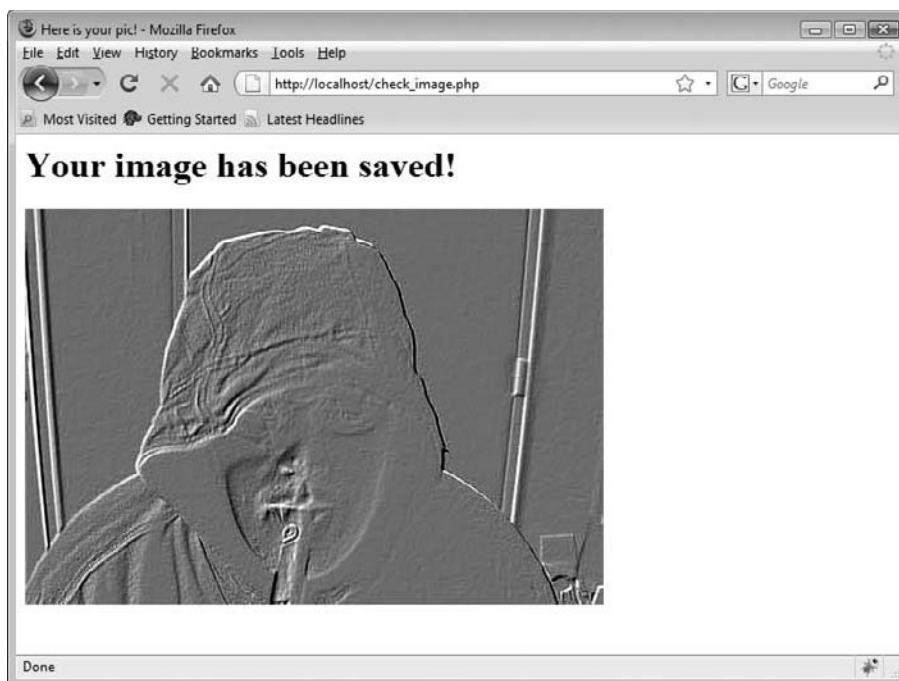 Here is your pic! - Mozilla Firefox
File Edit View History Bookmarks Tools Help
http://localhost/check_image.php
Google
Most Visited Getting Started Latest Headlines
Your image has been saved!
Done